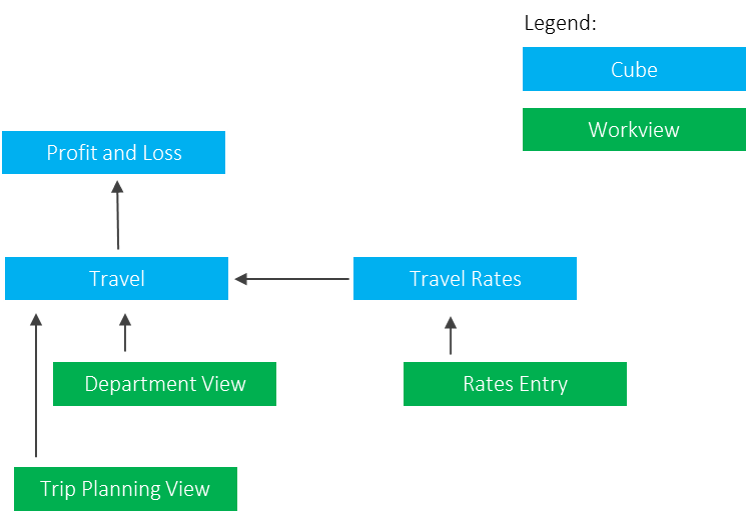 Legend:
Cube
Workview
Profit and Loss
Travel
Travel Rates
Department View
Rates Entry
Trip Planning View